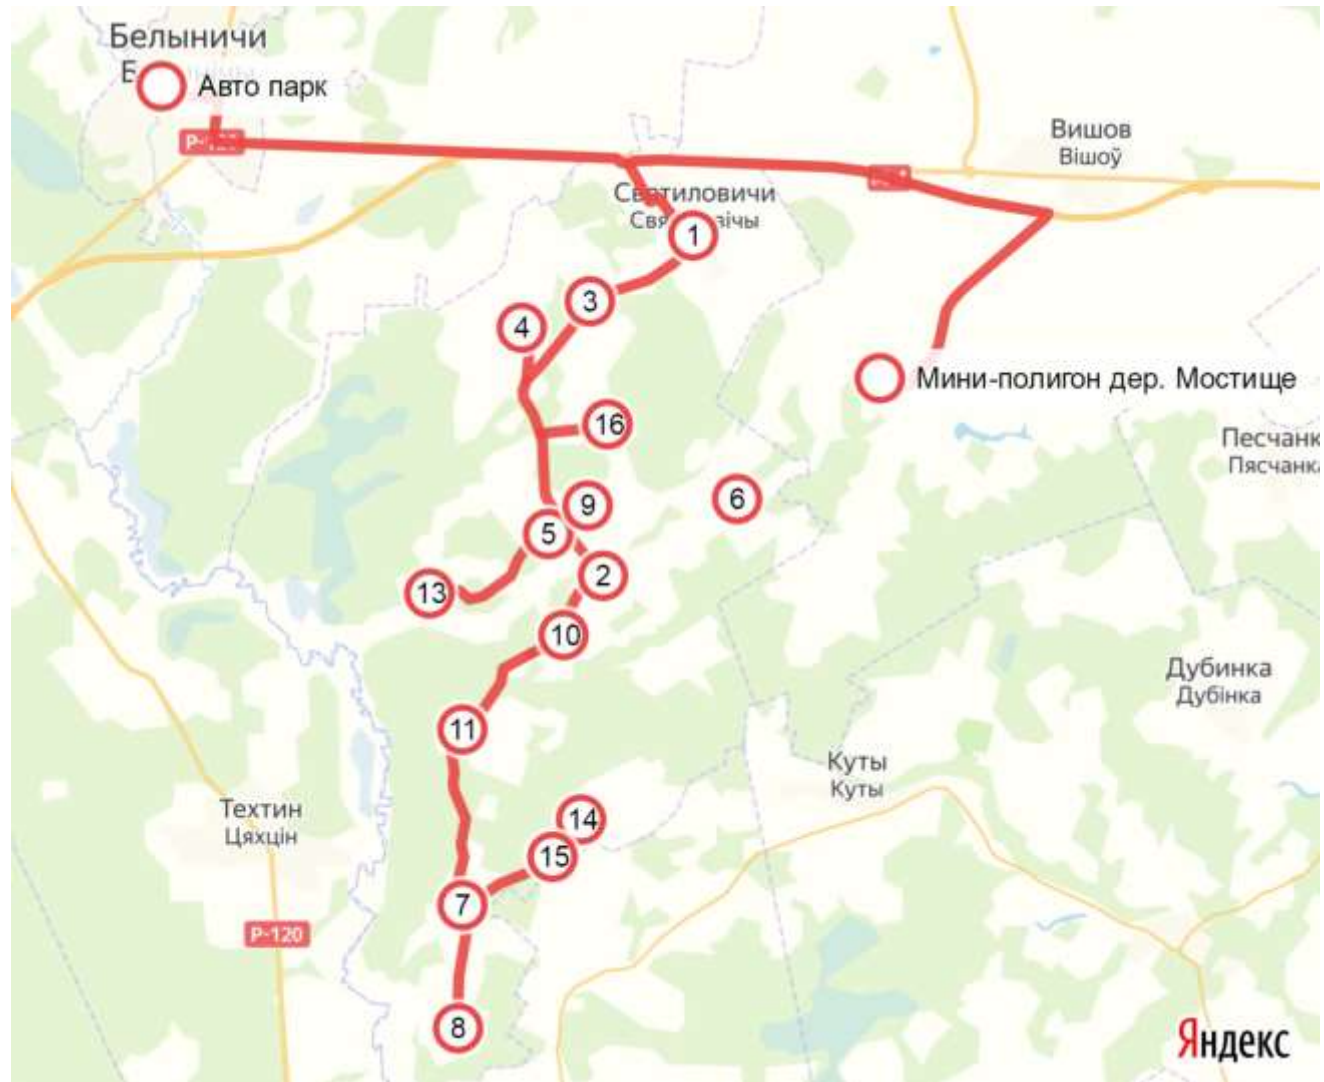 Белыничи
Авто парк
Вишов
Вішоў
Святиловичи
1
3
4
Мини-полигон дер. Мостище
16
Песчанк
Пясчанка
6
9
5
2
13
10
Дубинка
Дубінка
11
Куты
Куты
Техтин
Цяхцін
14
15
7
Р-120
8
Яндекс